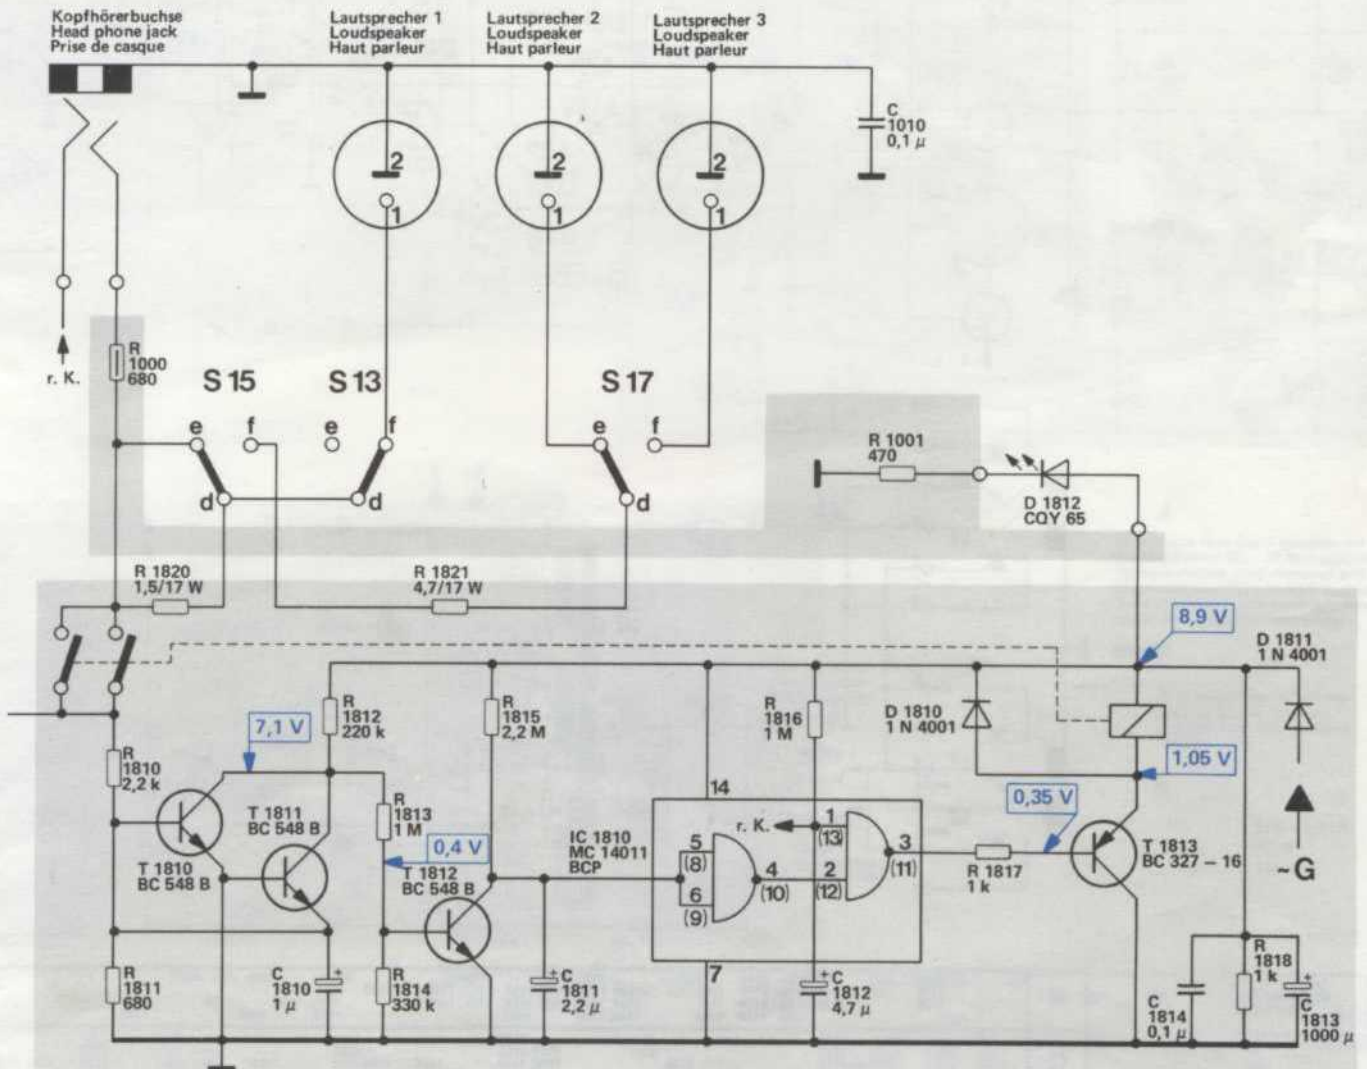 Kopfhörerbuchse
Head phone jack
Prise de casque
Lautsprecher 1
Loudspeaker
Haut parleur
Lautsprecher 2
Loudspeaker
Haut parleur
Lautsprecher 3
Loudspeaker
Haut parleur
C
1010
0,1 µ
2
1
2
1
2
1
R
1000
680
r. K.
S 15
S 13
S 17
e
f
e
f
e
f
d
d
d
R 1001
470
D 1812
CQY 65
R 1820
1,5/17 W
R 1821
4,7/17 W
8,9 V
D 1811
1 N 4001
R
1812
220 k
R
1815
2,2 M
R
1816
1 M
D 1810
1 N 4001
7,1 V
1,05 V
R
1810
2,2 k
T 1811
BC 548 B
R
1813
1 M
14
0,35 V
0,4 V
IC 1810
MC 14011
BCP
r. K.
1
(13)
5
(8)
3
(11)
4
(10)
2
(12)
6
(9)
R 1817
1 k
T 1813
BC 327 – 16
~G
T 1810
BC 548 B
T 1812
BC 548 B
7
R
1811
680
C
1810
1 µ
+
R
1814
330 k
+
C
1811
2,2 µ
+
C
1812
4,7 µ
C
1814
0,1 µ
R
1818
1 k
+
C
1813
1000 µ